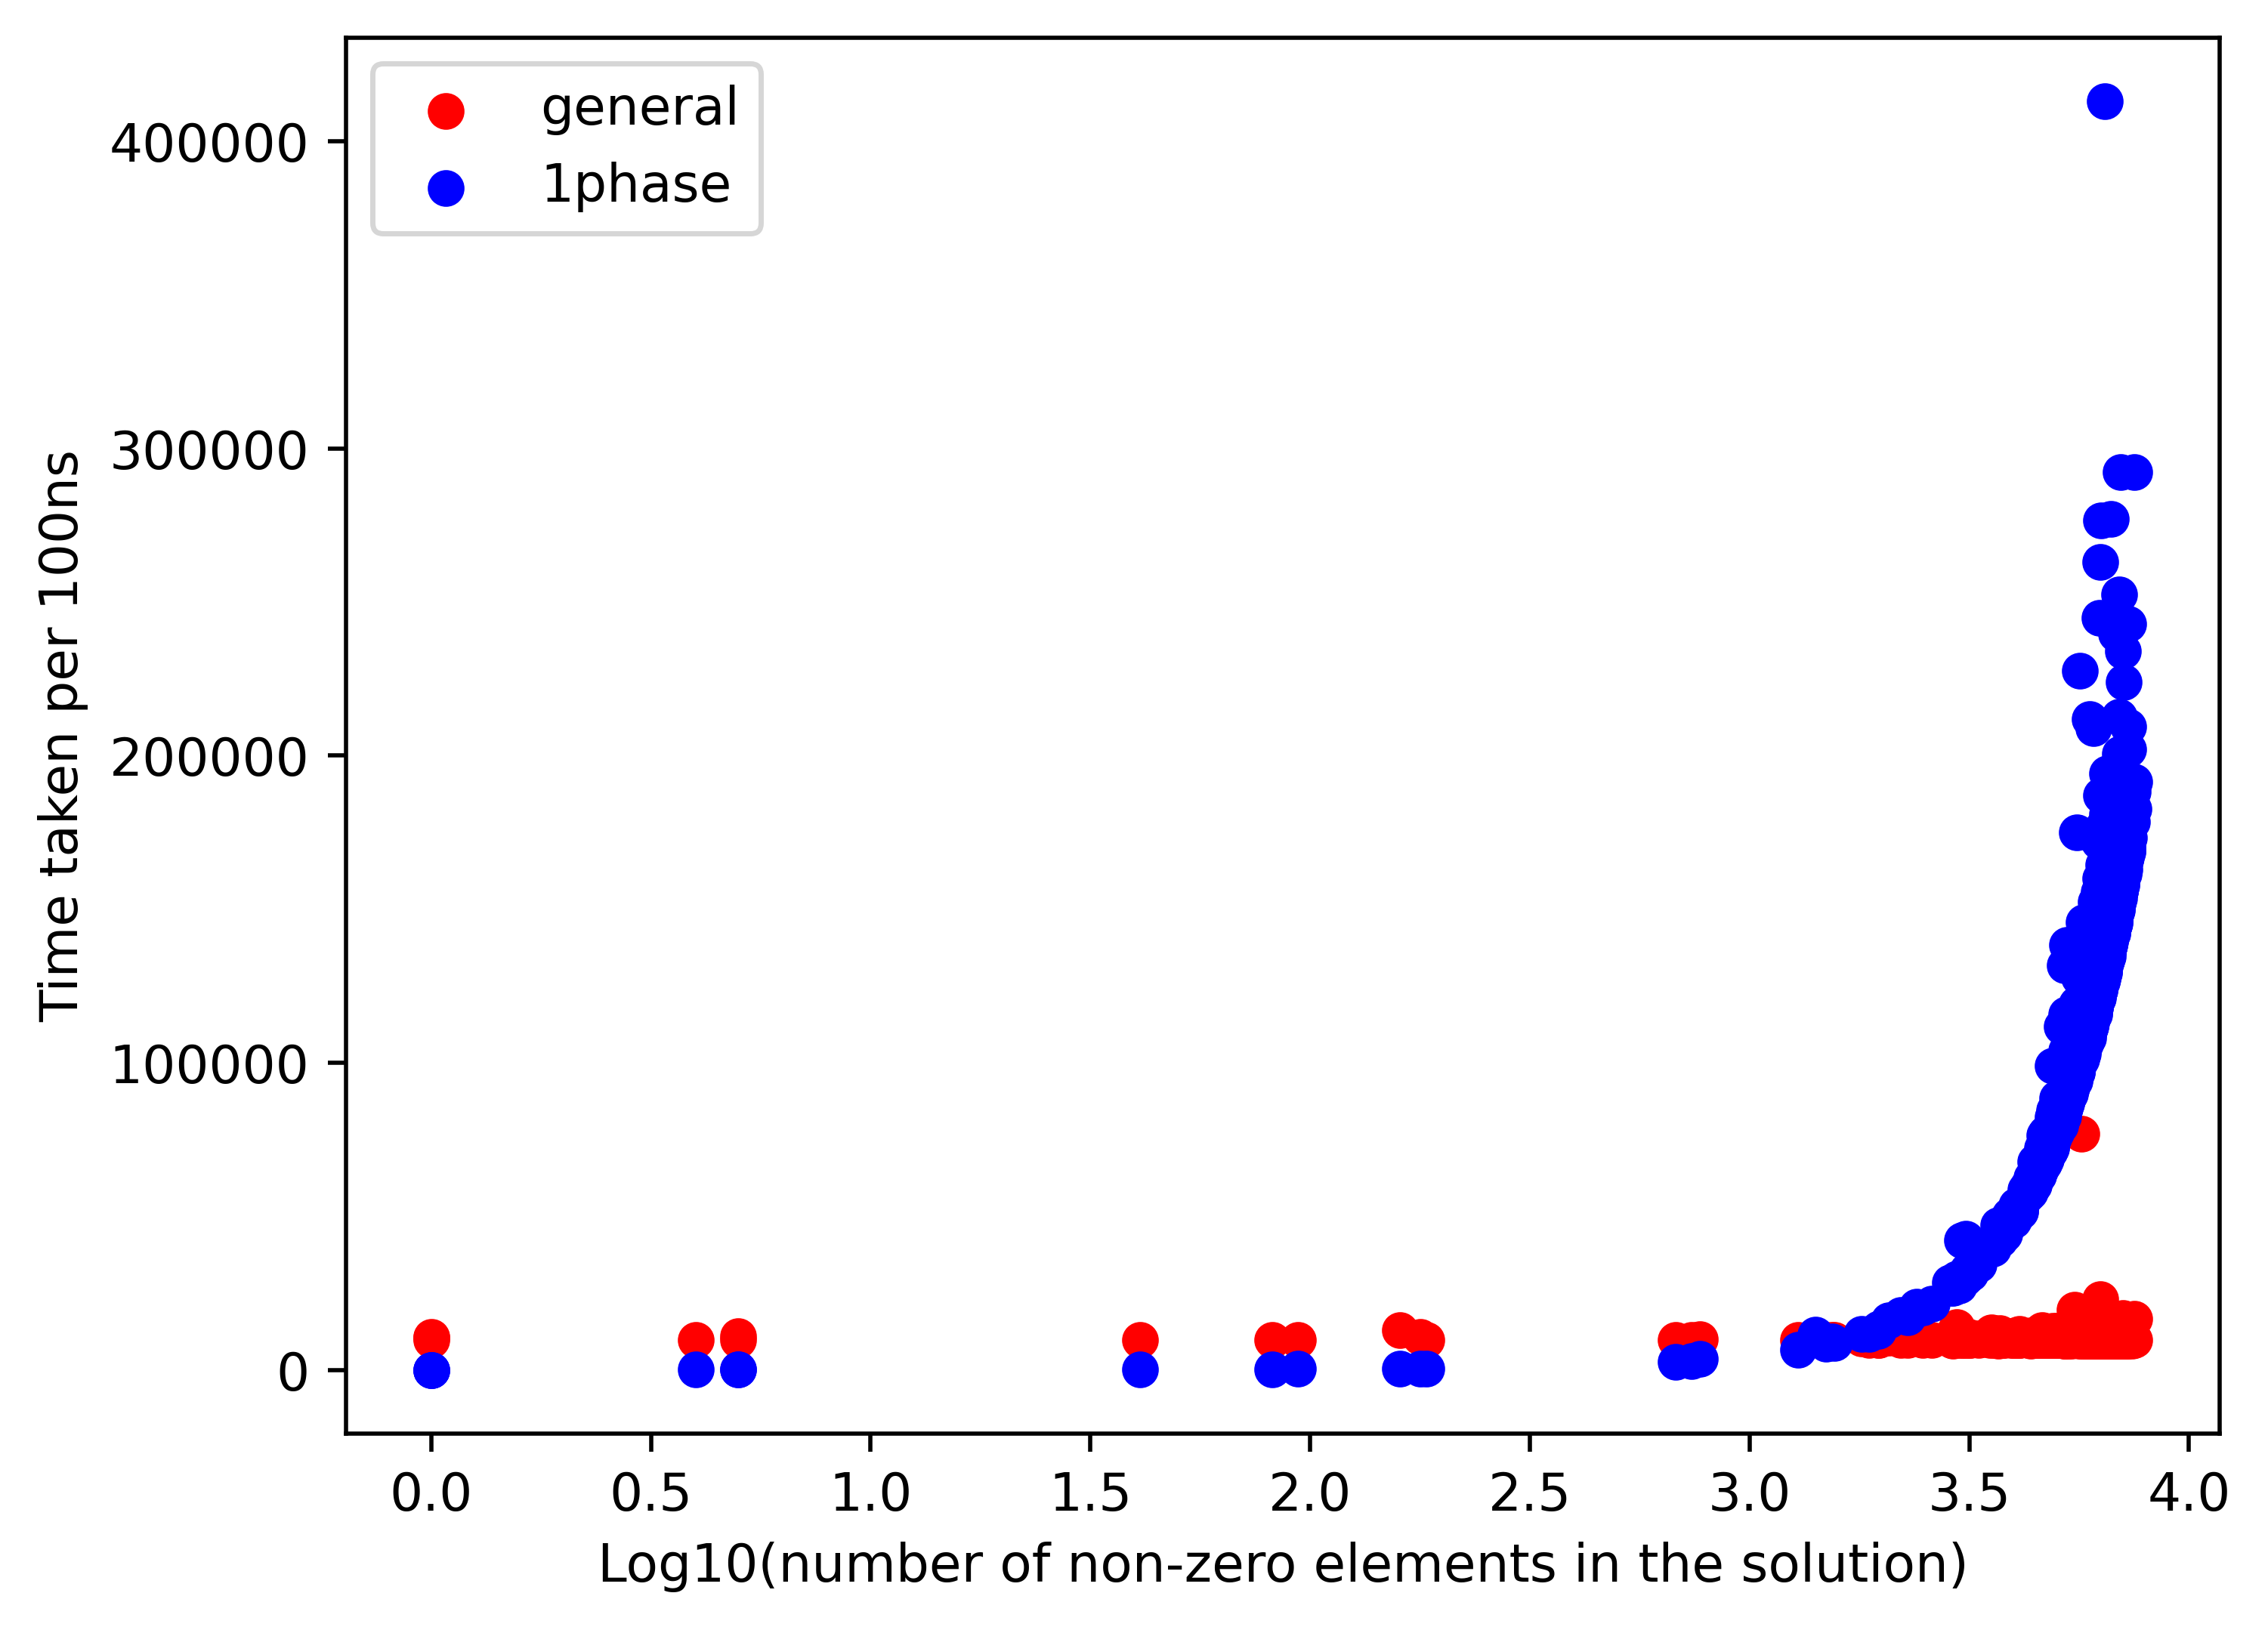 general
1phase
400000
300000
200000
100000
0
Time taken per 100ns
0.0 0.5 1.0 1.5 2.0 2.5 3.0 3.5 4.0
Log10(number of non-zero elements in the solution)